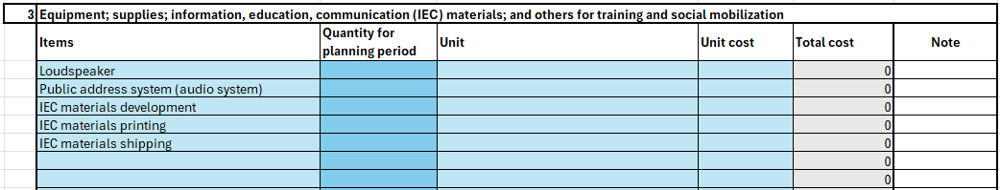 3 Equipment; supplies; information, education, communication (IEC) materials; and others for training and social mobilization
Items Quantity for planning period Unit Unit cost Total cost Note
Loudspeaker 0
Public address system (audio system) 0
IEC materials development 0
IEC materials printing 0
IEC materials shipping 0
0
0